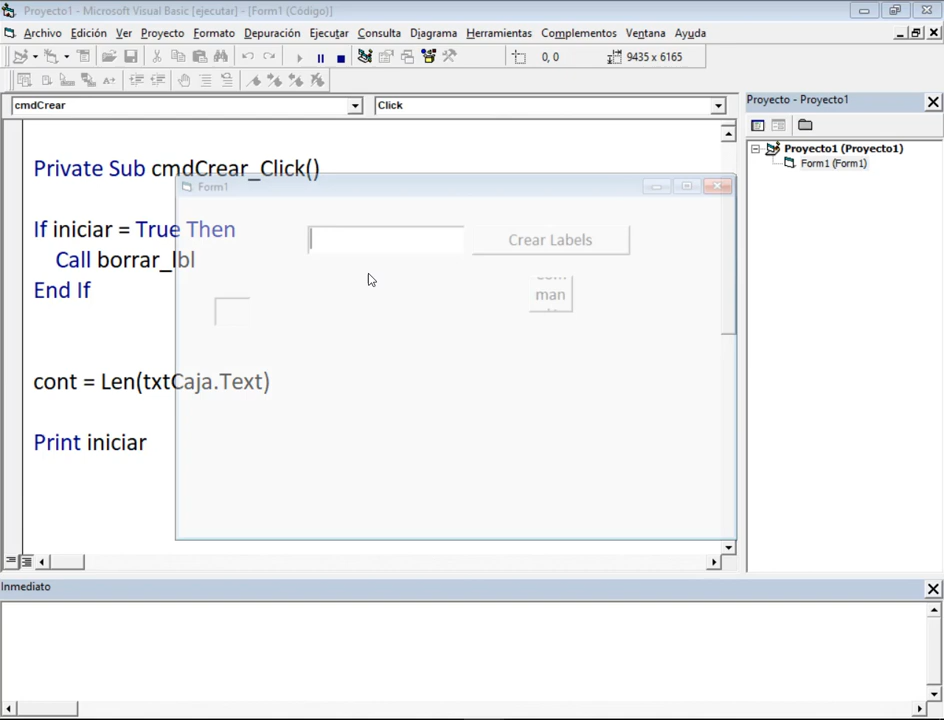 Proyecto1 - Microsoft Visual Basic [ejecutar] - [Form1 (Código)]
Archivo Edición Ver Proyecto Formato Depuración Ejecutar Consulta Diagrama Herramientas Complementos Ventana Ayuda
0, 0 9435 x 6165
cmdCrear Click
Proyecto - Proyecto1
Proyecto1 (Proyecto1)
Form1 (Form1)
Private Sub cmdCrear_Click()
Form1
If iniciar = True Then
Crear Labels
Call borrar_lbl
End If
man
cont = Len(txtCaja.Text)
Print iniciar
Inmediato